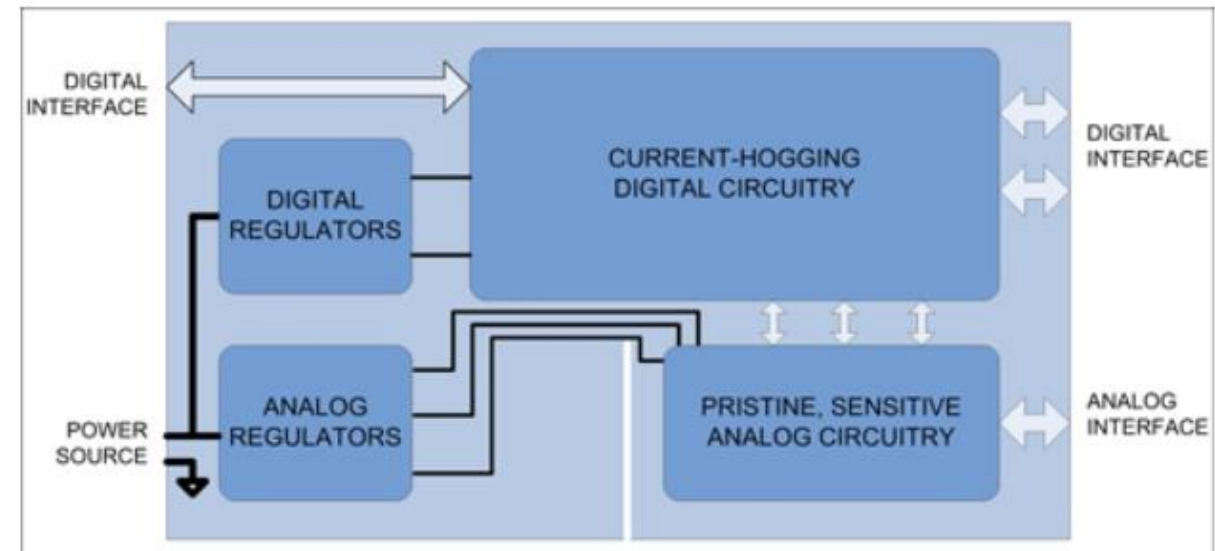 DIGITAL
INTERFACE
CURRENT-HOGGING
DIGITAL CIRCUITRY
DIGITAL
INTERFACE
DIGITAL
REGULATORS
ANALOG
REGULATORS
PRISTINE, SENSITIVE
ANALOG CIRCUITRY
ANALOG
INTERFACE
POWER
SOURCE